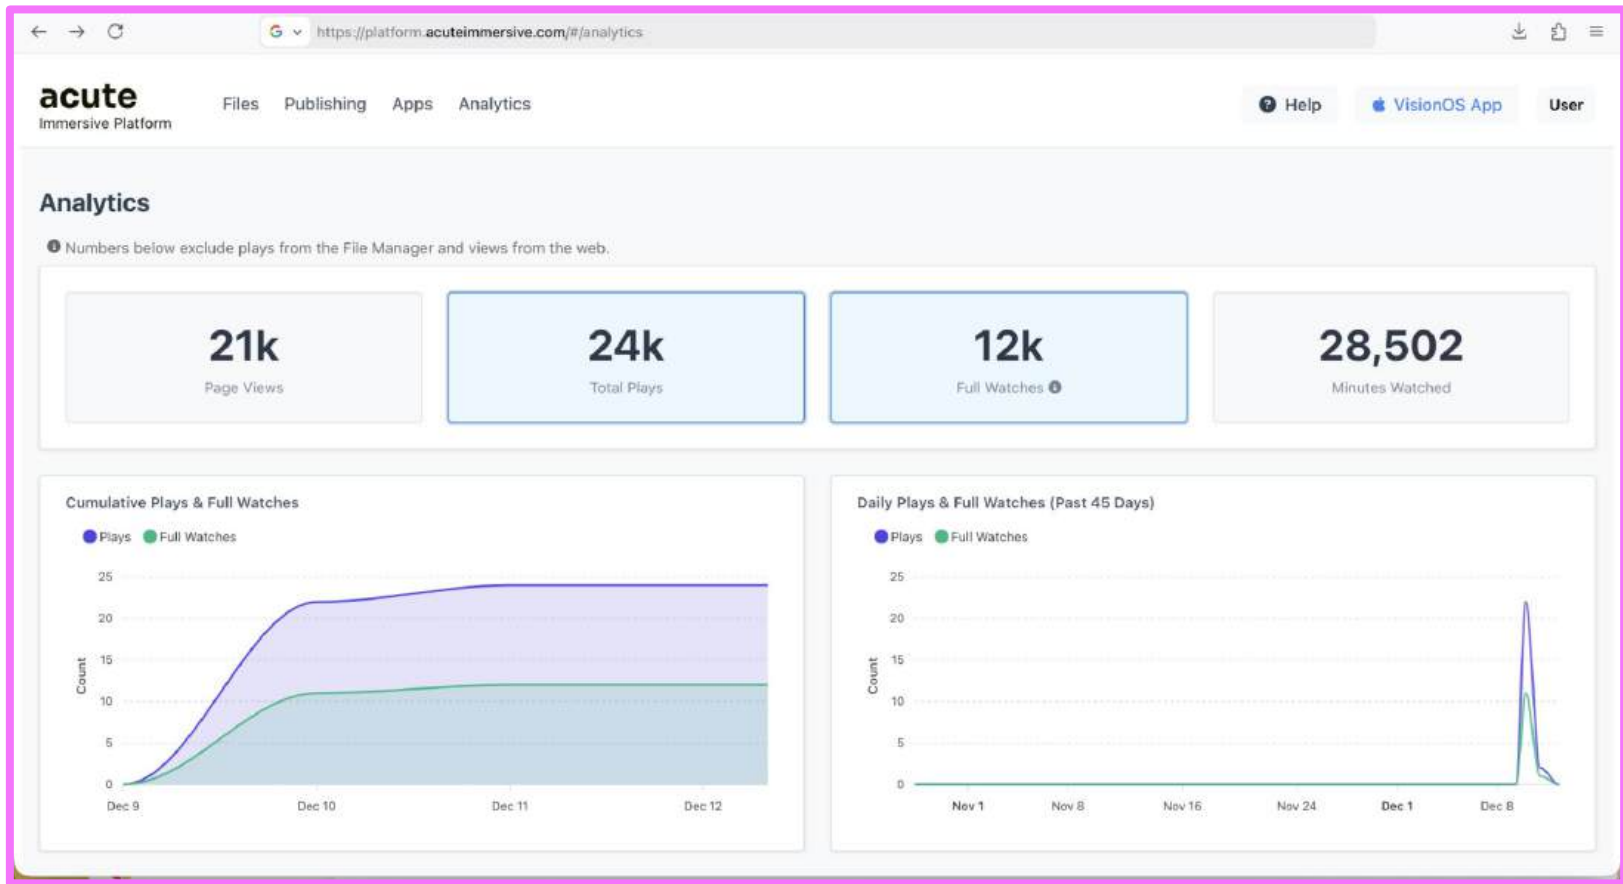 https://platform.acuteimmersive.com/#/analytics
acute
Immersive Platform
Files Publishing Apps Analytics
Help VisionOS App User
Analytics
Numbers below exclude plays from the File Manager and views from the web.
21k
Page Views
24k
Total Plays
12k
Full Watches
28,502
Minutes Watched
Cumulative Plays & Full Watches
Plays Full Watches
25
20
15
10
5
0
Count
Dec 9 Dec 10 Dec 11 Dec 12
Daily Plays & Full Watches (Past 45 Days)
Plays Full Watches
25
20
15
10
5
0
Count
Nov 1 Nov 8 Nov 16 Nov 24 Dec 1 Dec 8